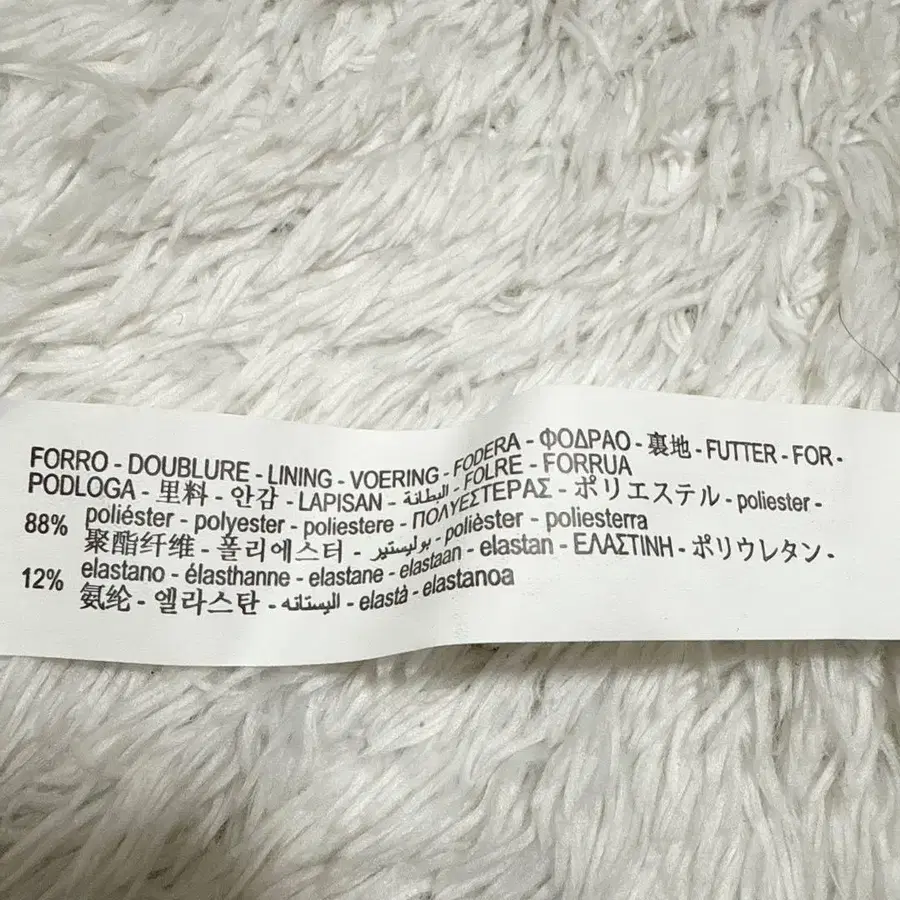 FORRO - DOUBLURE - LINING - VOERING - FODERA - ΦΟΔΡΑΟ - 裏地 - FUTTER - FOR -
PODLOGA - 里料 - 안감 - LAPISAN - البطانة - FOLRE - FORRUA
88% poliéster - polyester - poliestere - ΠΟΛΥΕΣΤΕΡΑΣ - ポリエステル - poliester -
聚酯纤维 - 폴리에스터 - بوليستير - polièster - poliesterra
12% elastano - élasthanne - elastane - elastaan - elastan - ΕΛΑΣΤΙΝΗ - ポリウレタン -
氨纶 - 엘라스탄 - اليستانه - elastà - elastanoa